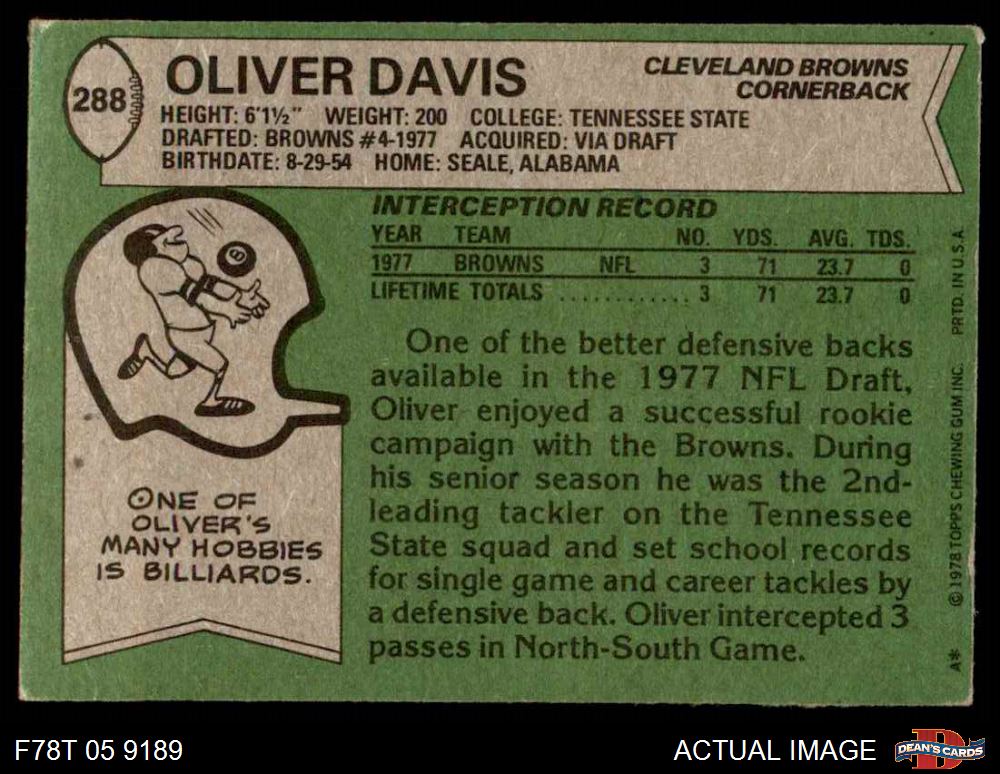 288
OLIVER DAVIS
CLEVELAND BROWNS
CORNERBACK
HEIGHT: 6'1½" WEIGHT: 200 COLLEGE: TENNESSEE STATE
DRAFTED: BROWNS #4-1977 ACQUIRED: VIA DRAFT
BIRTHDATE: 8-29-54 HOME: SEALE, ALABAMA
INTERCEPTION RECORD
YEAR TEAM NO. YDS. AVG. TDS.
1977 BROWNS NFL 3 71 23.7 0
LIFETIME TOTALS ............ 3 71 23.7 0
8
ONE OF
OLIVER'S
MANY HOBBIES
IS BILLIARDS.
One of the better defensive backs
available in the 1977 NFL Draft,
Oliver enjoyed a successful rookie
campaign with the Browns. During
his senior season he was the 2nd-
leading tackler on the Tennessee
State squad and set school records
for single game and career tackles by
a defensive back. Oliver intercepted 3
passes in North-South Game.
A* © 1978 TOPPS CHEWING GUM INC. PRTD. IN U.S.A.
F78T 05 9189
ACTUAL IMAGE
D
DEAN'S CARDS